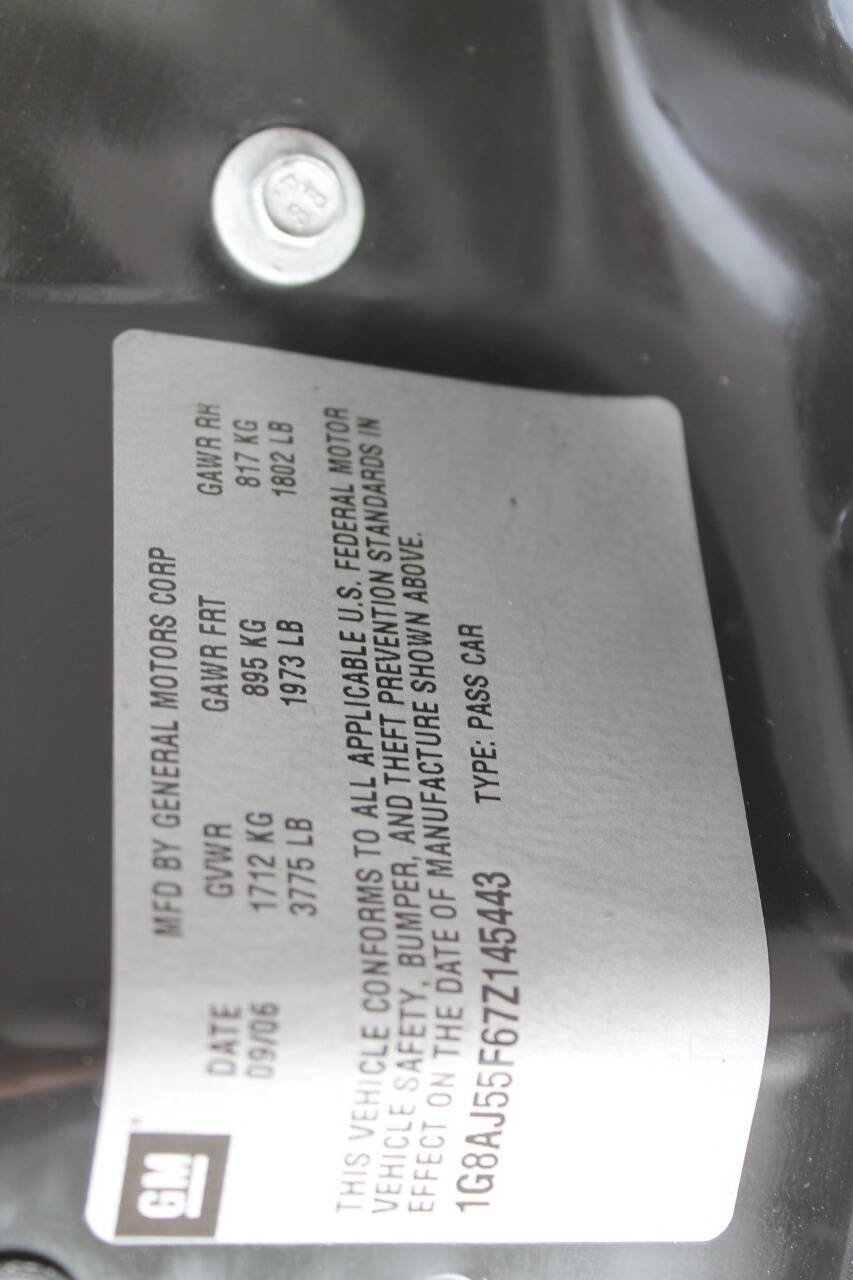 GM
MFD BY GENERAL MOTORS CORP
DATE GVWR GAWR FRT GAWR RH
09/06 1712 KG 895 KG 817 KG
3775 LB 1973 LB 1802 LB
THIS VEHICLE CONFORMS TO ALL APPLICABLE U.S. FEDERAL MOTOR
VEHICLE SAFETY, BUMPER, AND THEFT PREVENTION STANDARDS IN
EFFECT ON THE DATE OF MANUFACTURE SHOWN ABOVE.
1G8AJ55F67Z145443 TYPE: PASS CAR